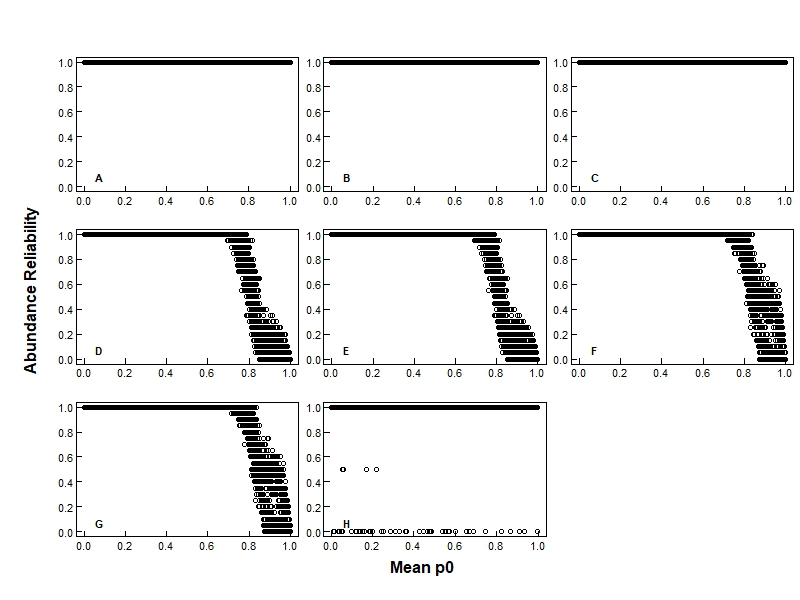 1.0 1.0 1.0
0.8 0.8 0.8
0.6 0.6 0.6
0.4 0.4 0.4
0.2 0.2 0.2
A B C
0.0 0.0 0.0
0.0 0.2 0.4 0.6 0.8 1.0 0.0 0.2 0.4 0.6 0.8 1.0 0.0 0.2 0.4 0.6 0.8 1.0
Abundance Reliability
1.0 1.0 1.0
0.8 0.8 0.8
0.6 0.6 0.6
0.4 0.4 0.4
0.2 0.2 0.2
D E F
0.0 0.0 0.0
0.0 0.2 0.4 0.6 0.8 1.0 0.0 0.2 0.4 0.6 0.8 1.0 0.0 0.2 0.4 0.6 0.8 1.0
1.0 1.0
0.8 0.8
0.6 0.6
0.4 0.4
0.2 0.2
G H
0.0 0.0
0.0 0.2 0.4 0.6 0.8 1.0 0.0 0.2 0.4 0.6 0.8 1.0
Mean p0